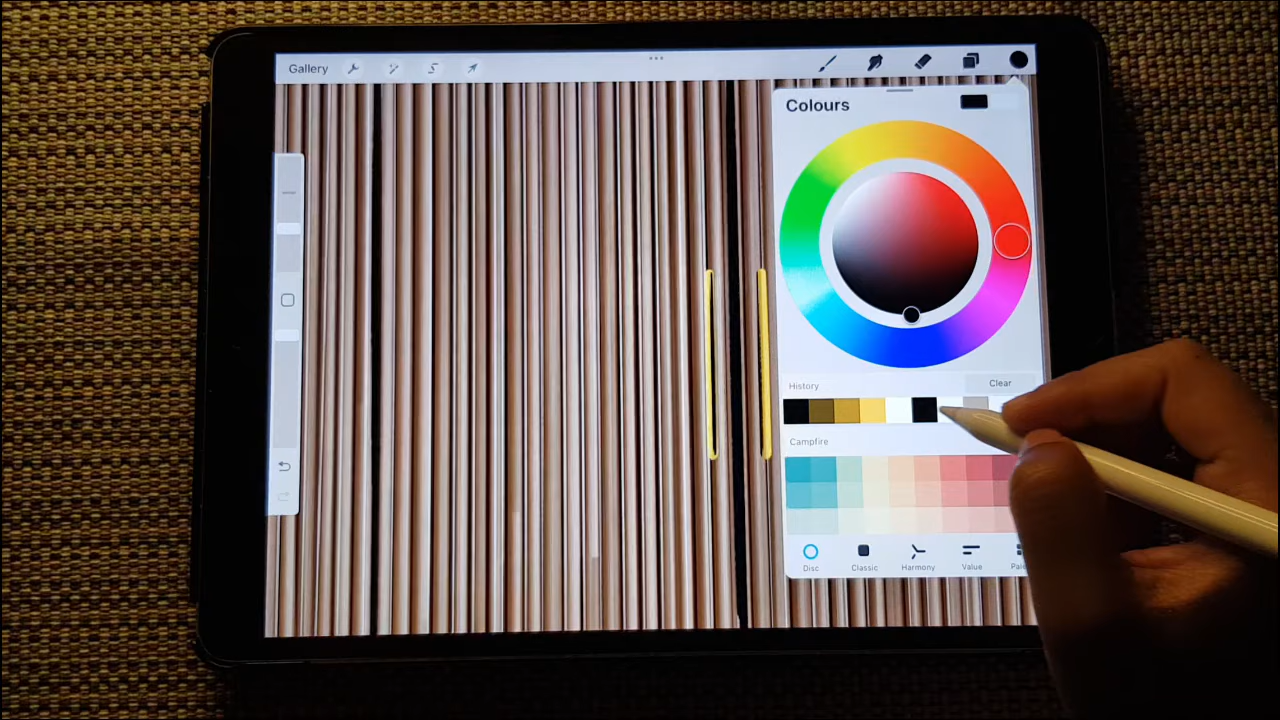 Gallery
Colours
History Clear
Campfire
Disc Classic Harmony Value